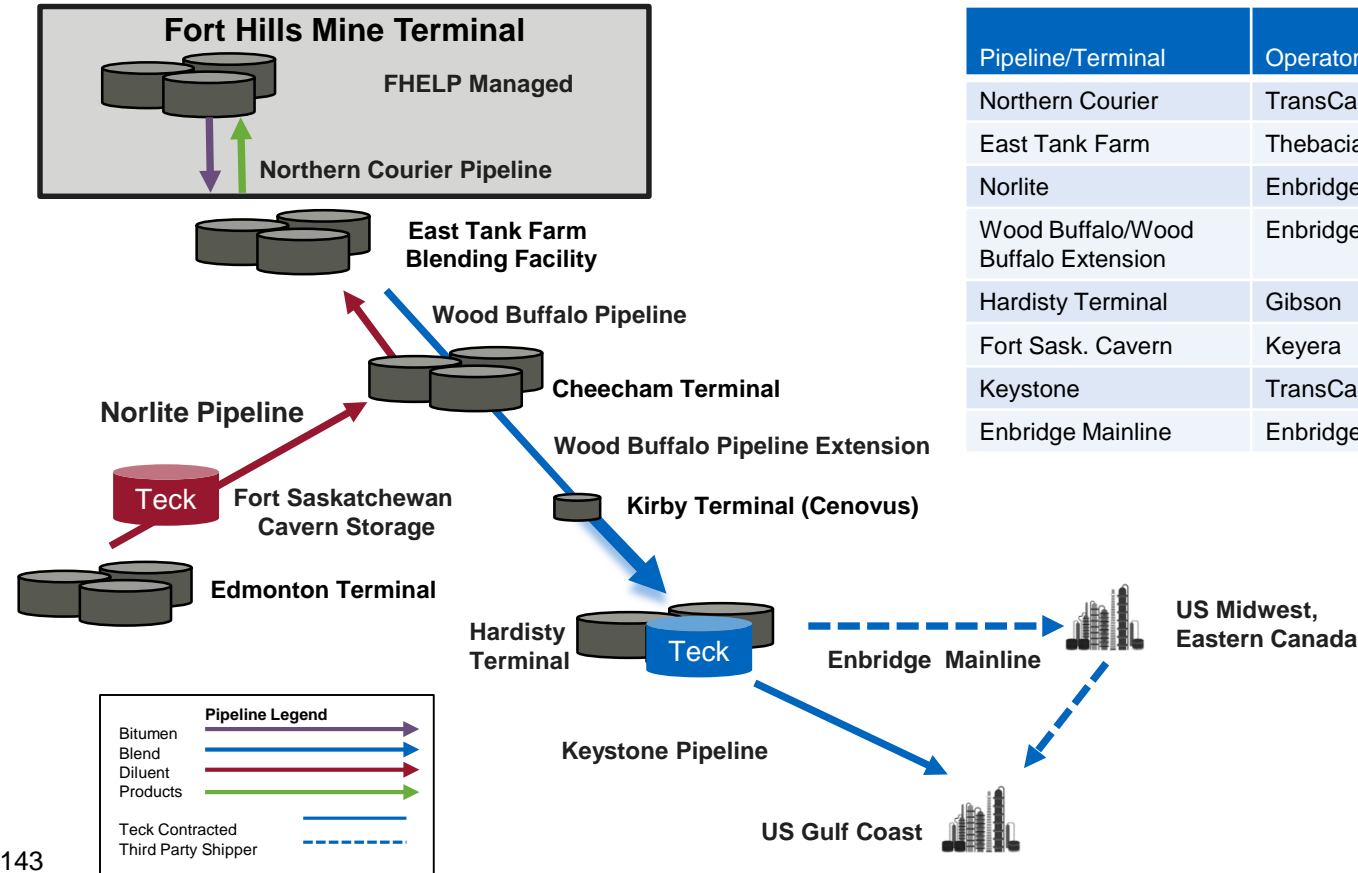 Fort Hills Mine Terminal
FHELP Managed
Northern Courier Pipeline
East Tank Farm
Blending Facility
Wood Buffalo Pipeline
Cheecham Terminal
Norlite Pipeline
Wood Buffalo Pipeline Extension
Teck
Fort Saskatchewan
Cavern Storage
Kirby Terminal (Cenovus)
Edmonton Terminal
Hardisty
Terminal
Teck
Enbridge Mainline
US Midwest,
Eastern Canada
Keystone Pipeline
US Gulf Coast
Pipeline Legend
Bitumen
Blend
Diluent
Products
Teck Contracted
Third Party Shipper
143
Pipeline/Terminal Operator
Northern Courier TransCa
East Tank Farm Thebacia
Norlite Enbridge
Wood Buffalo/Wood Enbridge
Buffalo Extension
Hardisty Terminal Gibson
Fort Sask. Cavern Keyera
Keystone TransCa
Enbridge Mainline Enbridge